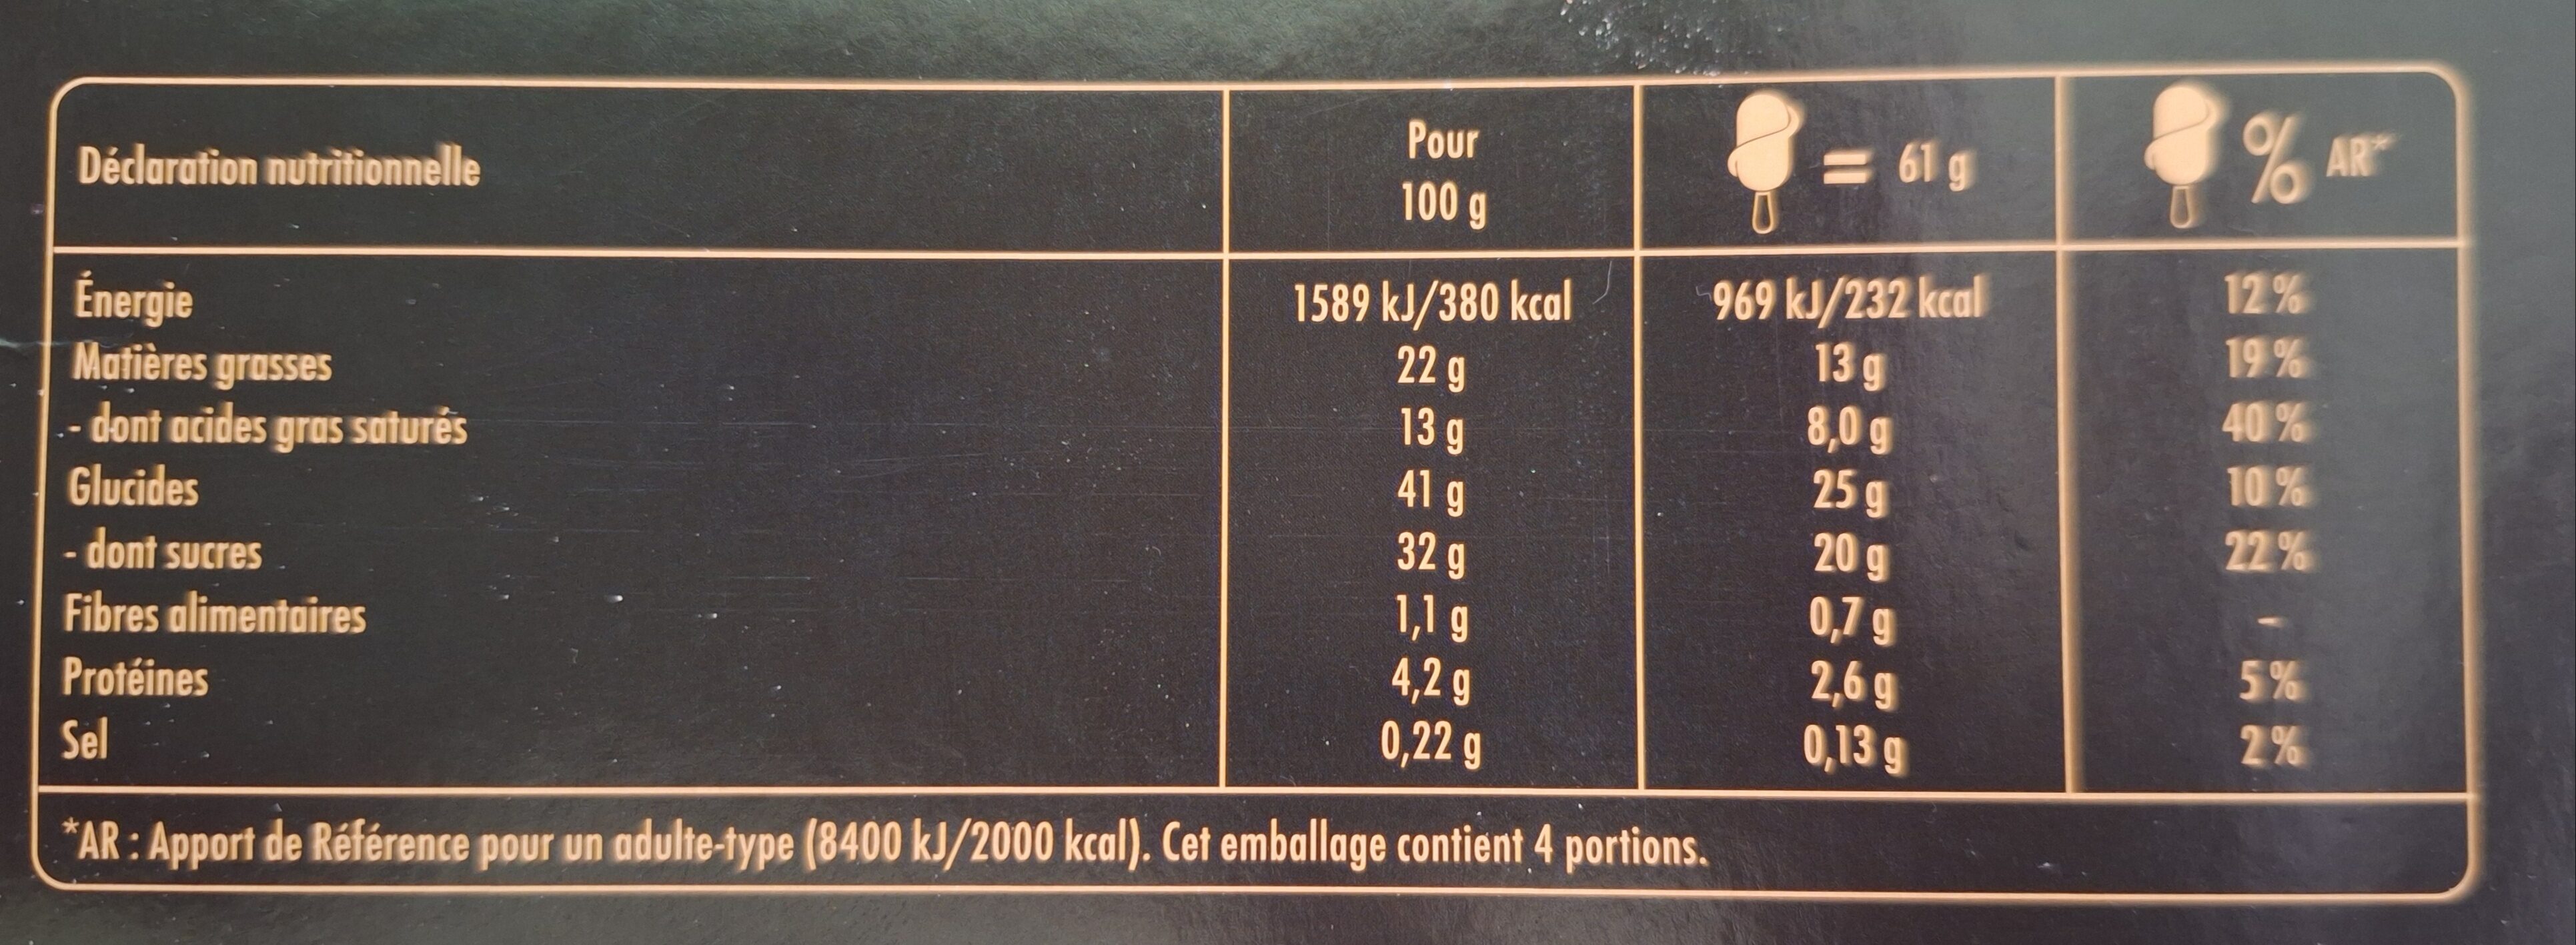 Déclaration nutritionnelle Pour 100 g = 61 g % AR*
Énergie 1589 kJ/380 kcal 969 kJ/232 kcal 12 %
Matières grasses 22 g 13 g 19 %
- dont acides gras saturés 13 g 8,0 g 40 %
Glucides 41 g 25 g 10 %
- dont sucres 32 g 20 g 22 %
Fibres alimentaires 1,1 g 0,7 g -
Protéines 4,2 g 2,6 g 5 %
Sel 0,22 g 0,13 g 2 %
*AR : Apport de Référence pour un adulte-type (8400 kJ/2000 kcal). Cet emballage contient 4 portions.